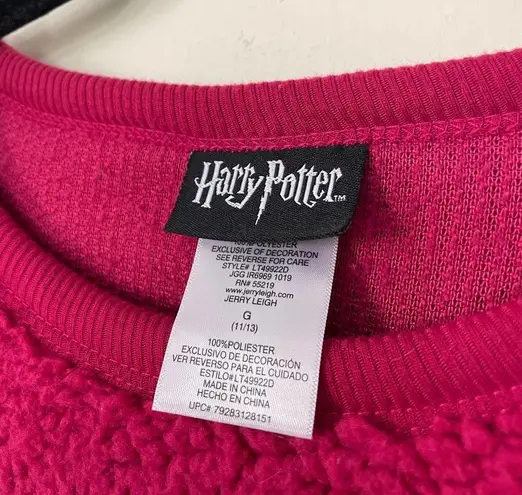 Harry Potter TM
100%POLYESTER
EXCLUSIVE OF DECORATION
SEE REVERSE FOR CARE
STYLE# LT49922D
JGG IR6969 1019
RN# 55219
www.jerryleigh.com
JERRY LEIGH
G
(11/13)
100%POLIESTER
EXCLUSIVO DE DECORACIÓN
VER REVERSO PARA EL CUIDADO
ESTILO#LT49922D
MADE IN CHINA
HECHO EN CHINA
UPC# 79283128151